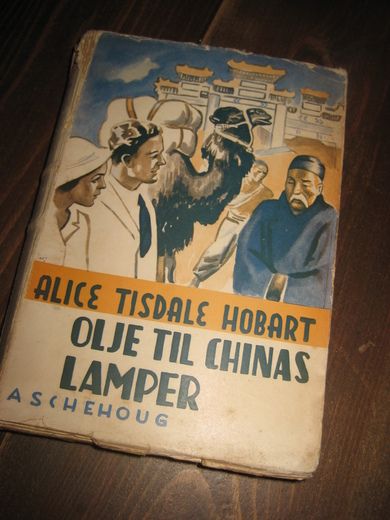 ALICE TISDALE HOBART
OLJE TIL CHINAS
LAMPER
ASCHEHOUG